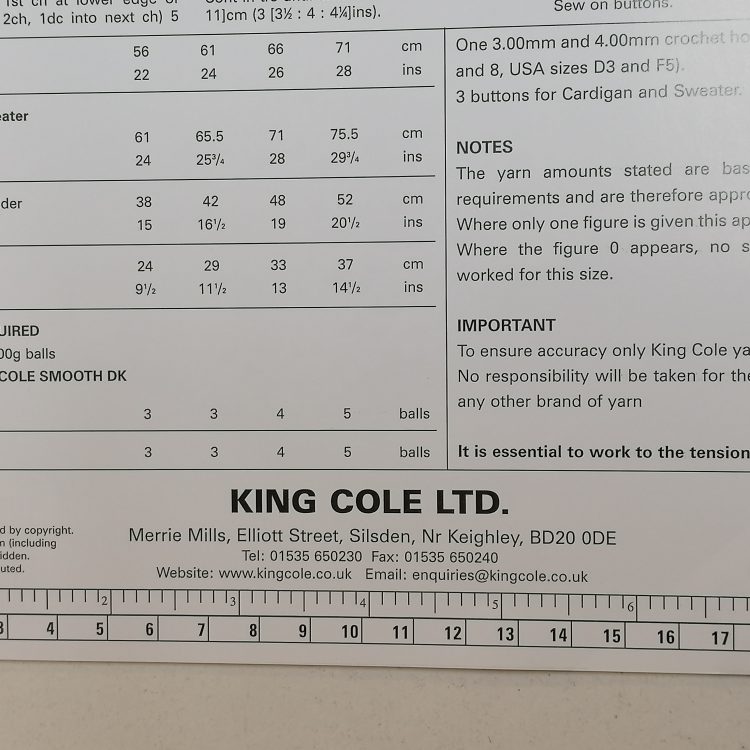 1st ch at lower edge of
2ch, 1dc into next ch) 5
11]cm (3 [3½ : 4 : 4¼]ins).
Sew on buttons.
56 61 66 71 cm
22 24 26 28 ins
eater
61 65.5 71 75.5 cm
24 25¾ 28 29¾ ins
der
38 42 48 52 cm
15 16½ 19 20½ ins
24 29 33 37 cm
9½ 11½ 13 14½ ins
UIRED
00g balls
COLE SMOOTH DK
3 3 4 5 balls
3 3 4 5 balls
One 3.00mm and 4.00mm crochet ho
and 8, USA sizes D3 and F5).
3 buttons for Cardigan and Sweater.
NOTES
The yarn amounts stated are bas
requirements and are therefore appro
Where only one figure is given this ap
Where the figure 0 appears, no s
worked for this size.
IMPORTANT
To ensure accuracy only King Cole ya
No responsibility will be taken for the
any other brand of yarn
It is essential to work to the tension
d by copyright.
n (including
idden.
uted.
KING COLE LTD.
Merrie Mills, Elliott Street, Silsden, Nr Keighley, BD20 0DE
Tel: 01535 650230 Fax: 01535 650240
Website: www.kingcole.co.uk Email: enquiries@kingcole.co.uk
2 3 4 5 6
3 4 5 6 7 8 9 10 11 12 13 14 15 16 17